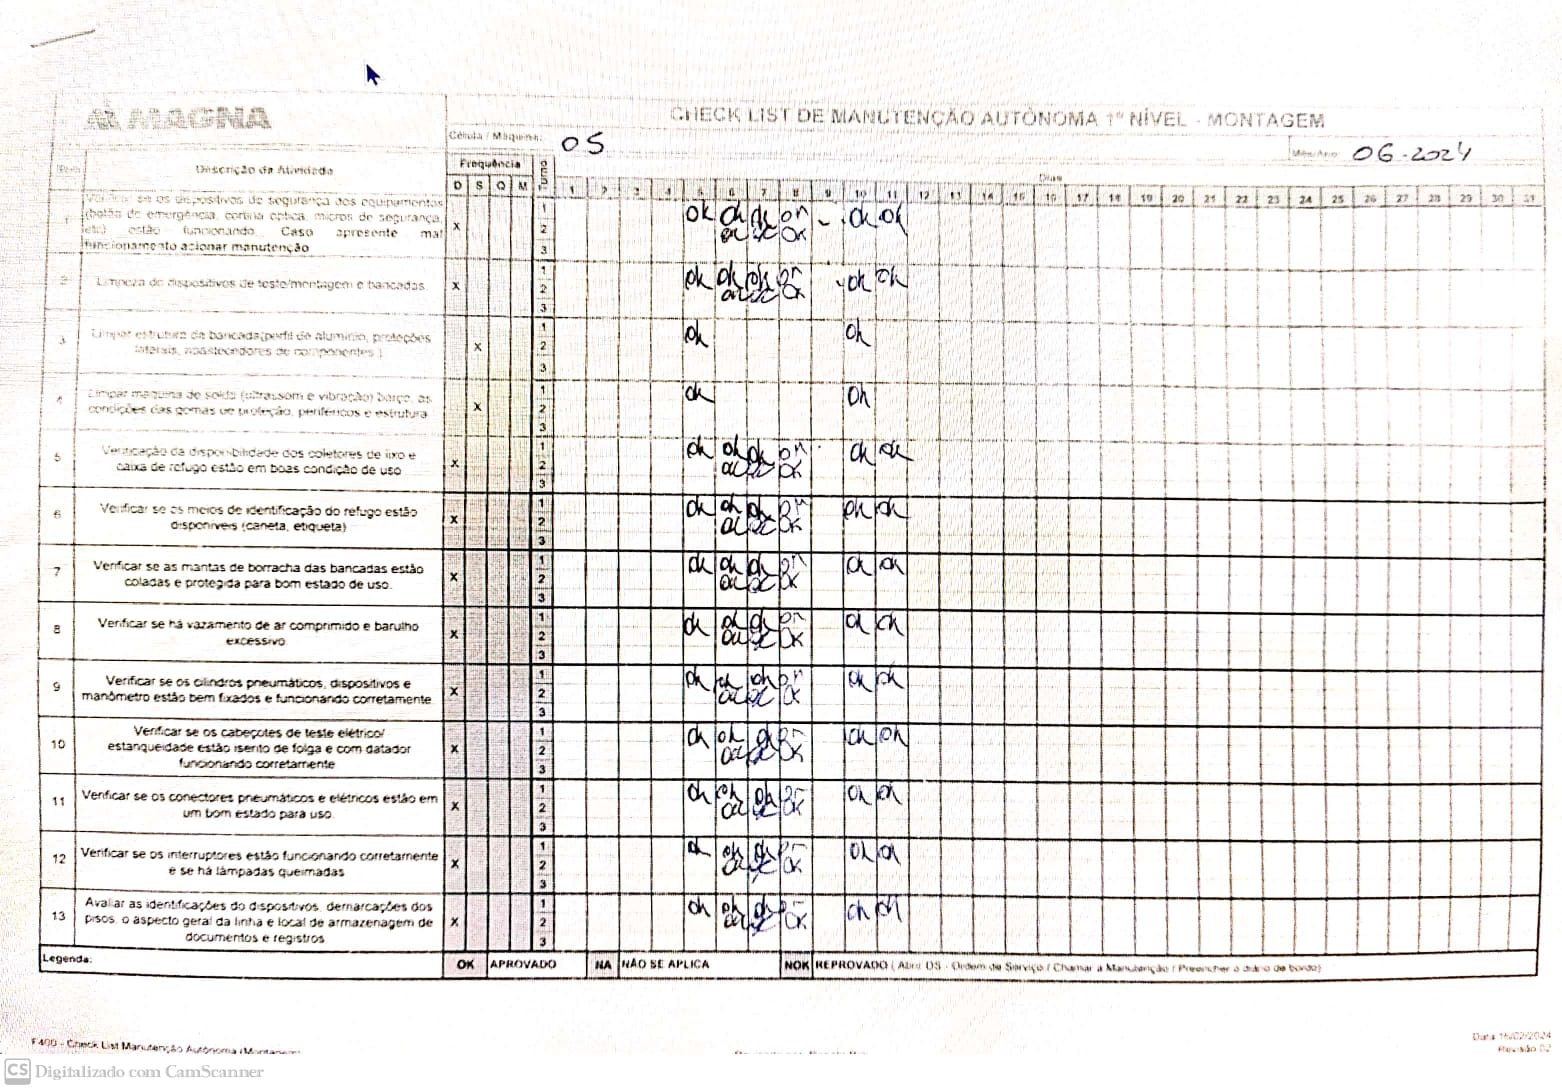 MAGNA
CHECK LIST DE MANUTENÇÃO AUTÔNOMA 1º NÍVEL - MONTAGEM
Célula / Máquina: 05
Mês/Ano: 06-2024
Item Descrição da Atividade Frequência Turno Dias
D S Q M 1 2 3 4 5 6 7 8 9 10 11 12 13 14 15 16 17 18 19 20 21 22 23 24 25 26 27 28 29 30 31
1 Verificar se os dispositivos de segurança dos equipamentos
(botão de emergência, cortina optica, micros de segurança,
etc) estão funcionando. Caso apresente mal
funcionamento acionar manutenção
X
1 ok ok ok ok ok ok
2 ok ok ok
3
2 Limpeza do dispositivos de teste/montagem e bancadas.
X
1 ok ok ok ok ok ok
2 ok ok ok
3
3 Limpar estrutura da bancada(perfil de aluminio, proteções
laterais, abastecedores de componentes )
X
1 ok ok
2
3
4 Limpar maquina de solda (ultrassom e vibração) berço, as
condições das gomas de proteção, periféricos e estrutura
X
1 ok ok
2
3
5 Verificação da disponibilidade dos coletores de lixo e
caixa de refugo estão em boas condição de uso
X
1 ok ok ok ok ok ok
2 ok ok ok
3
6 Verificar se os meios de identificação do refugo estão
disponiveis (caneta, etiqueta)
X
1 ok ok ok ok ok ok
2 ok ok ok
3
7 Verificar se as mantas de borracha das bancadas estão
coladas e protegida para bom estado de uso.
X
1 ok ok ok ok ok ok
2 ok ok ok
3
8 Verificar se há vazamento de ar comprimido e barulho
excessivo
X
1 ok ok ok ok ok ok
2 ok ok ok
3
9 Verificar se os cilindros pneumáticos, dispositivos e
manômetro estão bem fixados e funcionando corretamente
X
1 ok ok ok ok ok ok
2 ok ok ok
3
10 Verificar se os cabeçotes de teste elétrico/
estanqueidade estão isento de folga e com datador
funcionando corretamente
X
1 ok ok ok ok ok ok
2 ok ok ok
3
11 Verificar se os conectores pneumáticos e elétricos estão em
um bom estado para uso.
X
1 ok ok ok ok ok ok
2 ok ok ok
3
12 Verificar se os interruptores estão funcionando corretamente
e se há lâmpadas queimadas
X
1 ok ok ok ok ok ok
2 ok ok ok
3
13 Avaliar as identificações do dispositivos, demarcações dos
pisos, o aspecto geral da linha e local de armazenagem de
documentos e registros
X
1 ok ok ok ok ok ok
2 ok ok ok
3
Legenda: OK APROVADO NA NÃO SE APLICA NOK REPROVADO ( Abrir OS - Ordem de Serviço / Chamar a Manutenção / Preencher o diário de bordo)
F400 - Check List Manutenção Autônoma (Montagem)
Data 16/02/2024
Revisão 02
CS Digitalizado com CamScanner